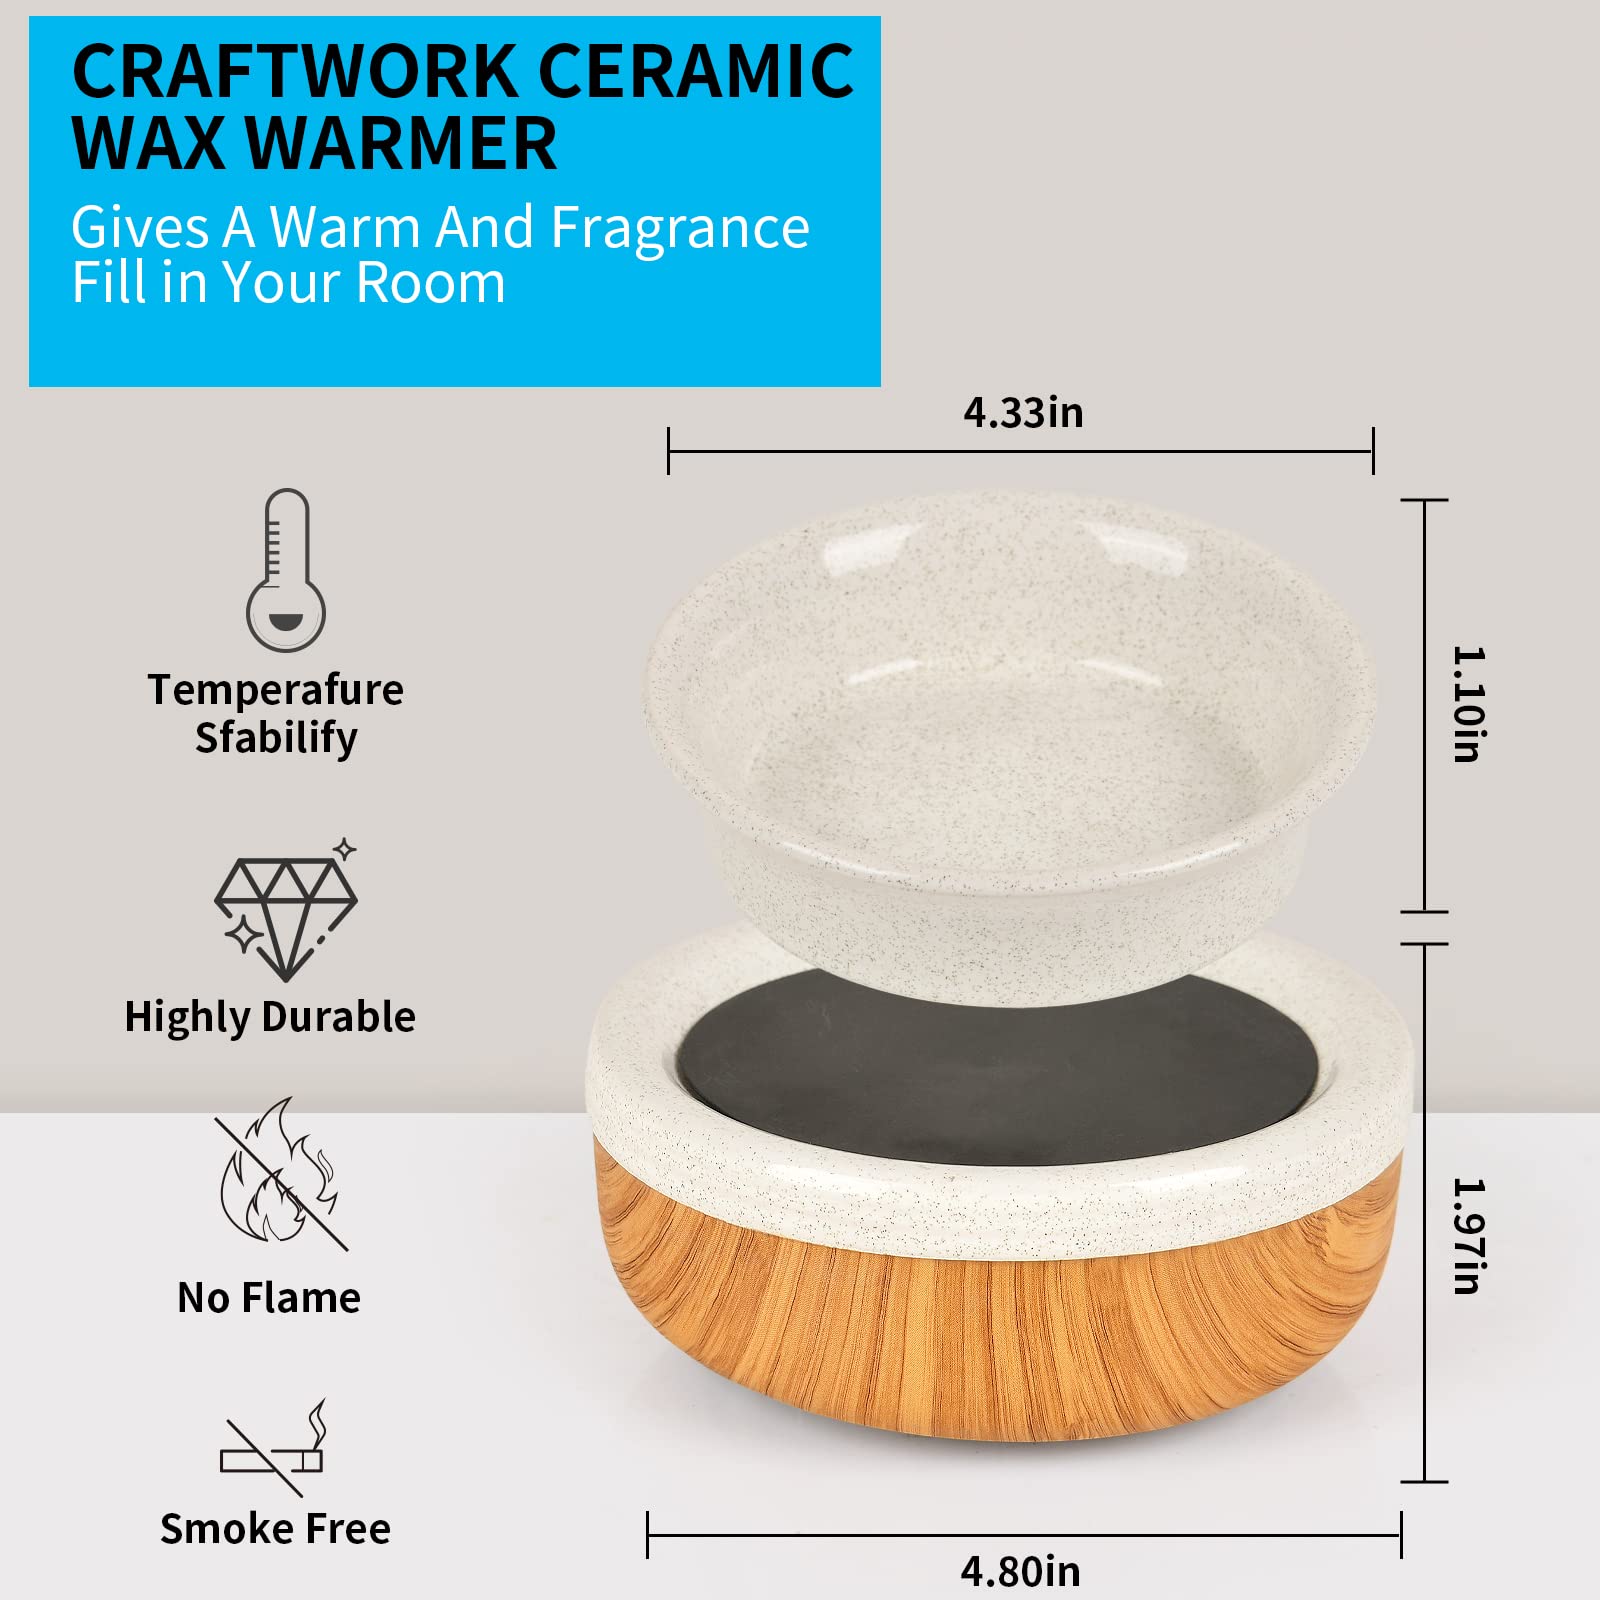 CRAFTWORK CERAMIC
WAX WARMER
Gives A Warm And Fragrance
Fill in Your Room
4.33in
1.10in
Temperafure
Sfabilify
Highly Durable
No Flame
1.97in
Smoke Free
4.80in